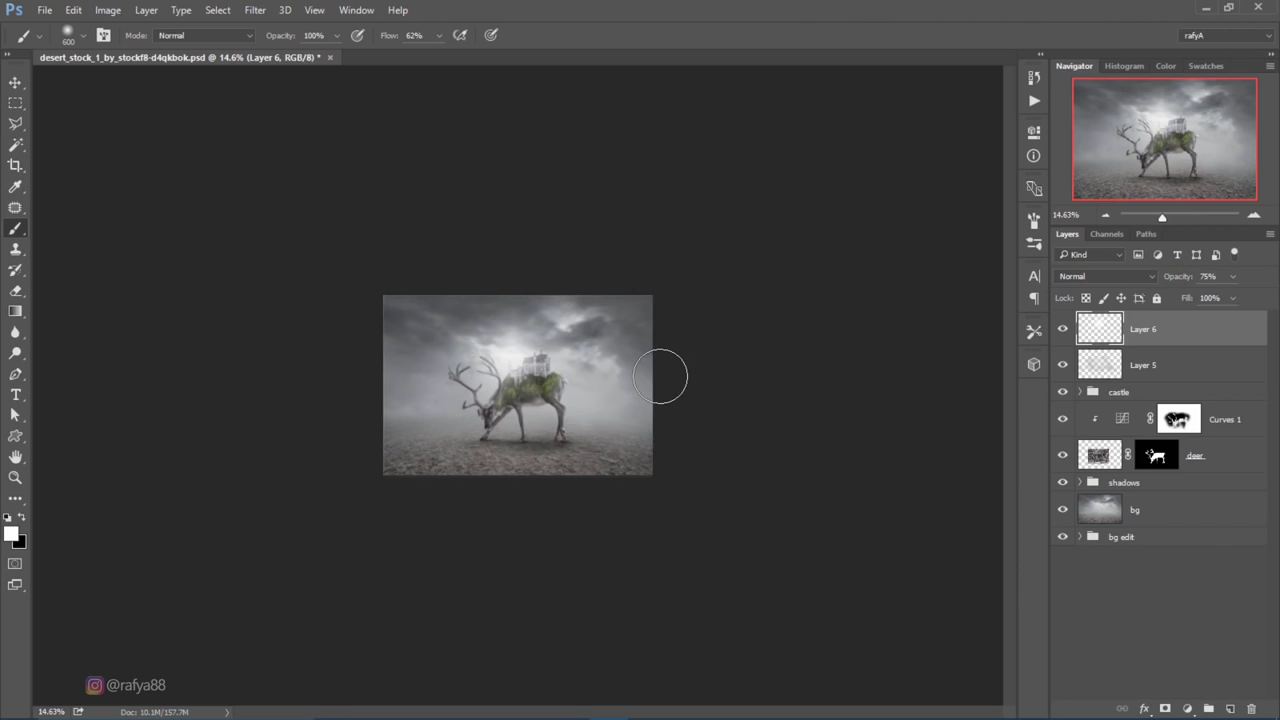 Ps File Edit Image Layer Type Select Filter 3D View Window Help
600 Mode: Normal Opacity: 100% Flow: 62% rafyA
desert_stock_1_by_stockf8-d4qkbok.psd @ 14.6% (Layer 6, RGB/8) *
Navigator Histogram Color Swatches
14.63%
Layers Channels Paths
Kind
Normal Opacity: 75%
Lock: Fill: 100%
Layer 6
Layer 5
castle
Curves 1
deer
shadows
bg
bg edit
@rafya88
14.63% Doc: 10.1M/157.7M fx